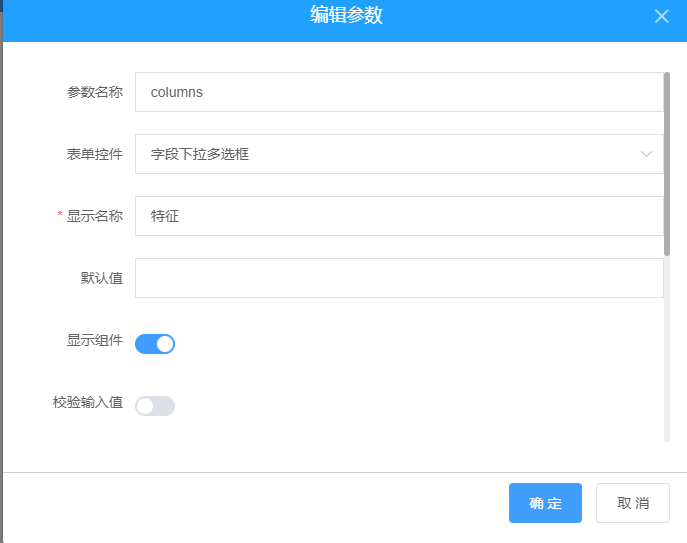 编辑参数
参数名称 columns
表单控件 字段下拉多选框
* 显示名称 特征
默认值
显示组件
校验输入值
确 定 取 消